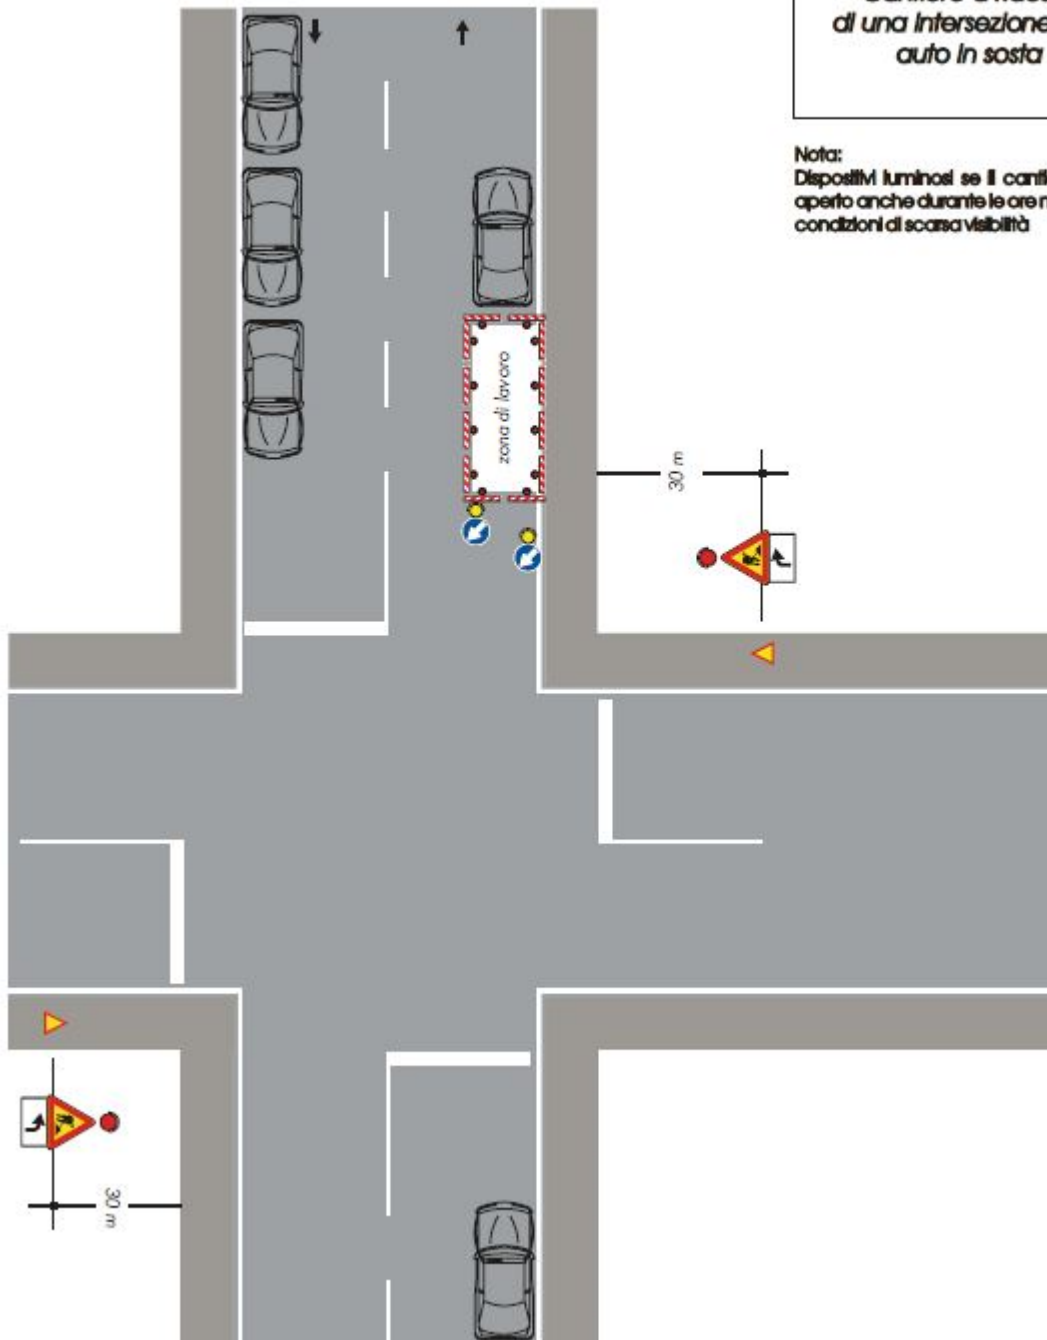 di una intersezione
auto in sosta
Nota:
Dispositivi luminosi se il
aperto anche durante le ore
condizioni di scarsa visibilità
zona di lavoro
30 m
30 m